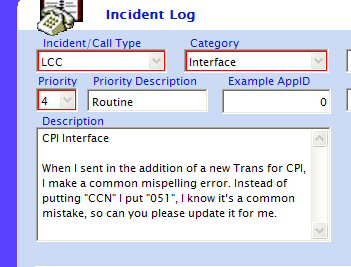 Incident Log
Incident/Call Type Category
LCC Interface
Priority Priority Description Example AppID
4 Routine 0
Description
CPI Interface
When I sent in the addition of a new Trans for CPI,
I make a common mispelling error. Instead of
putting "CCN" I put "051", I know it's a common
mistake, so can you please update it for me.